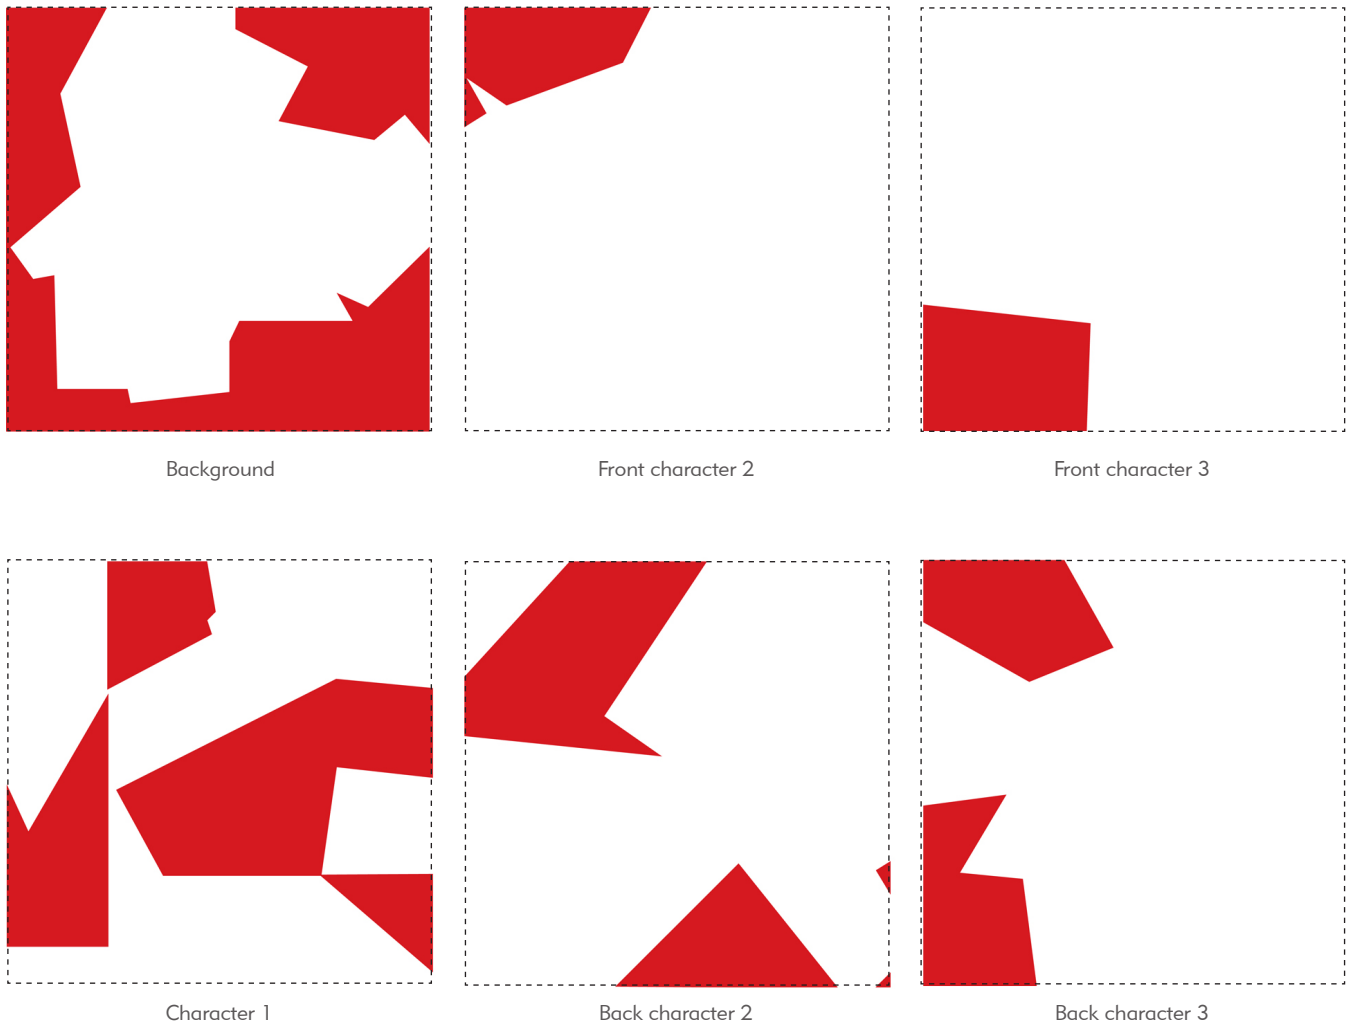 Background
Front character 2
Front character 3
Character 1
Back character 2
Back character 3